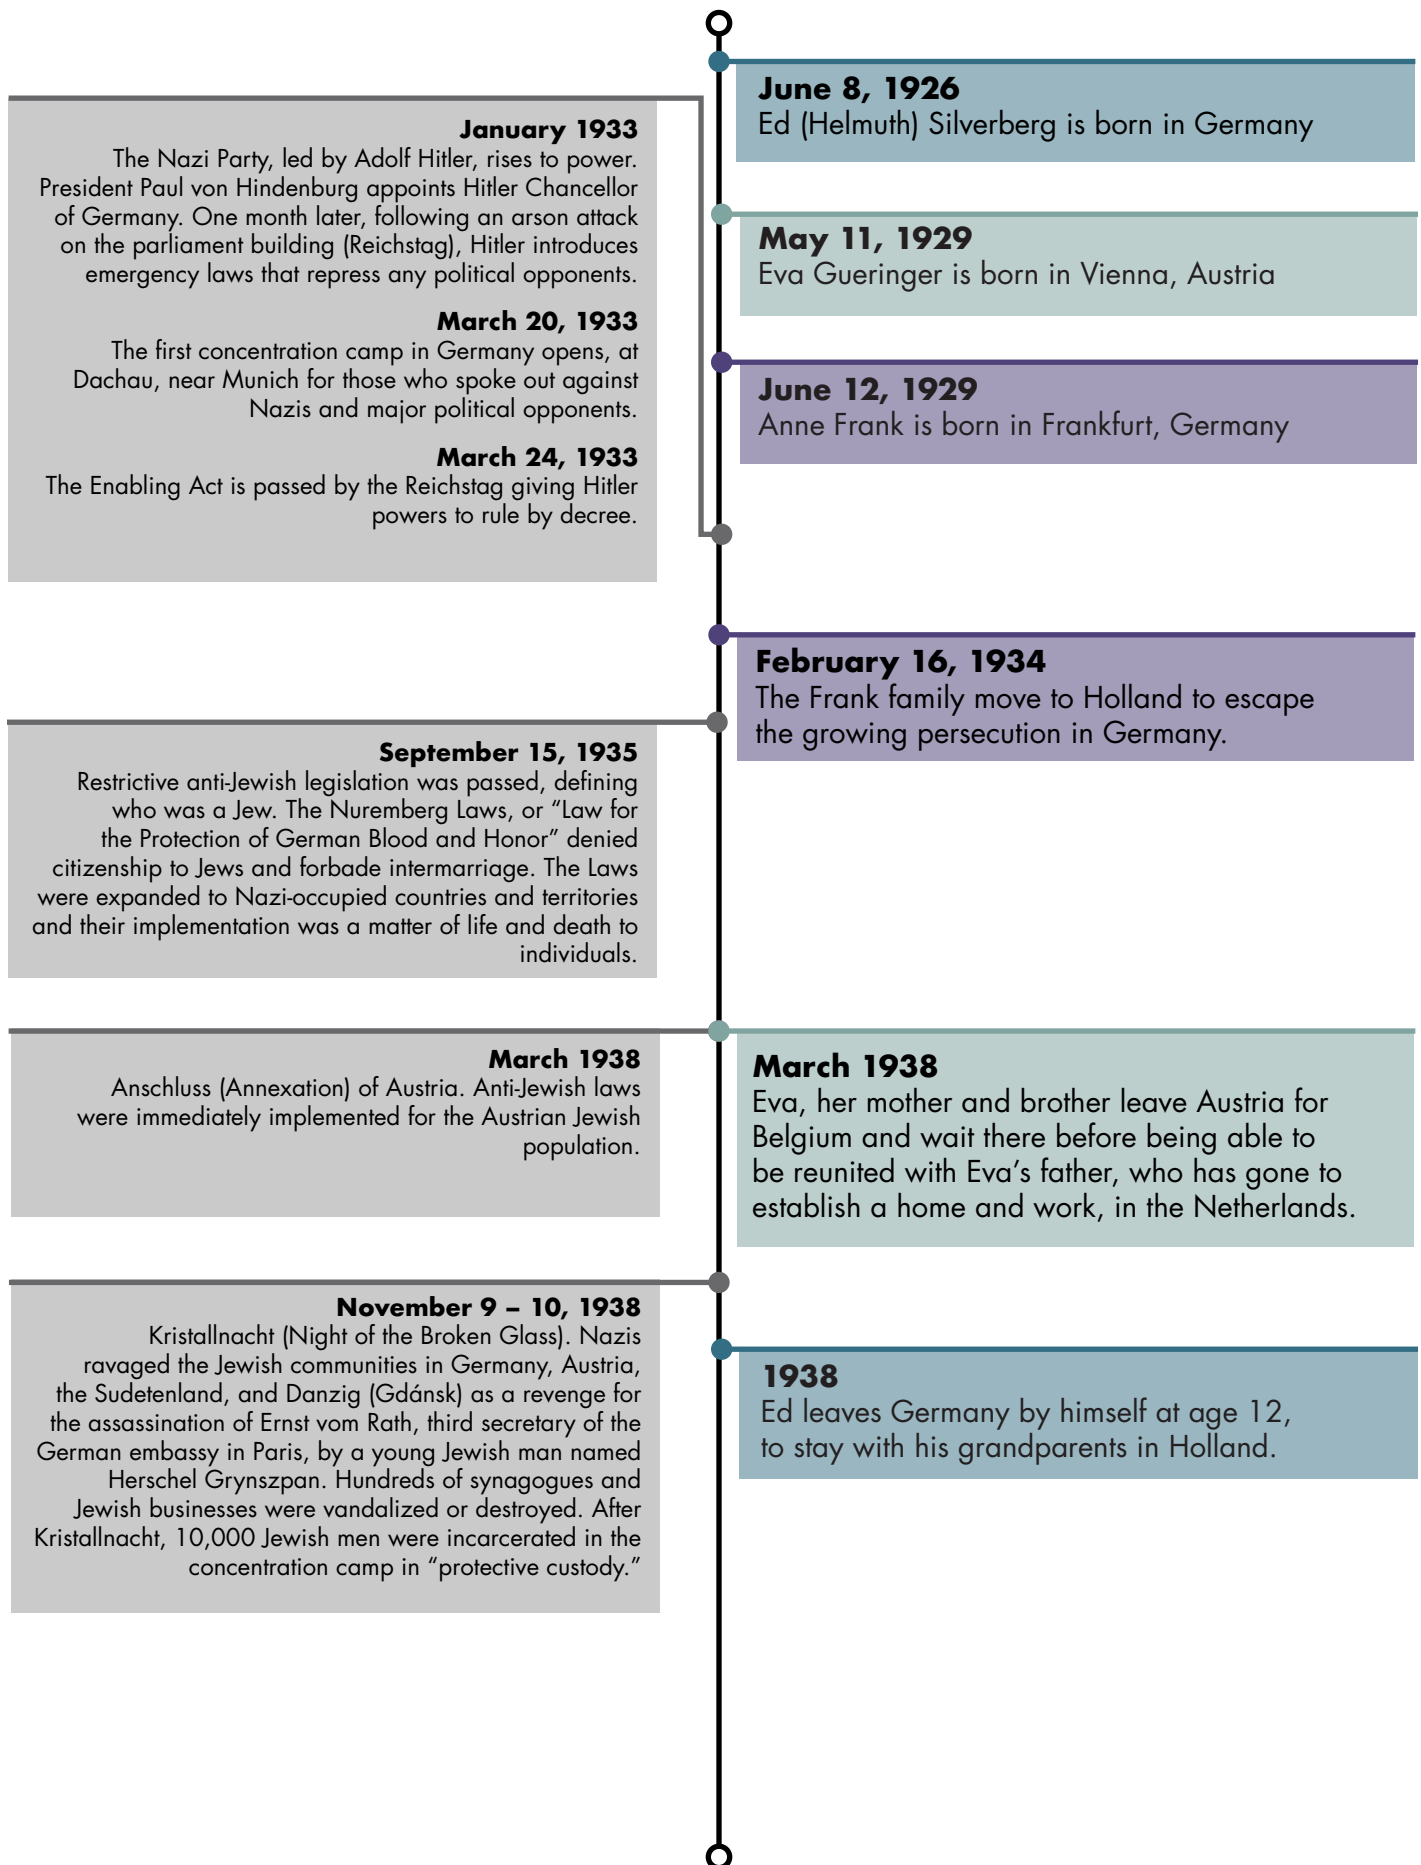 June 8, 1926
Ed (Helmuth) Silverberg is born in Germany
January 1933
The Nazi Party, led by Adolf Hitler, rises to power.
President Paul von Hindenburg appoints Hitler Chancellor
of Germany. One month later, following an arson attack
on the parliament building (Reichstag), Hitler introduces
emergency laws that repress any political opponents.
March 20, 1933
The first concentration camp in Germany opens, at
Dachau, near Munich for those who spoke out against
Nazis and major political opponents.
March 24, 1933
The Enabling Act is passed by the Reichstag giving Hitler
powers to rule by decree.
May 11, 1929
Eva Gueringer is born in Vienna, Austria
June 12, 1929
Anne Frank is born in Frankfurt, Germany
February 16, 1934
The Frank family move to Holland to escape
the growing persecution in Germany.
September 15, 1935
Restrictive anti-Jewish legislation was passed, defining
who was a Jew. The Nuremberg Laws, or “Law for
the Protection of German Blood and Honor” denied
citizenship to Jews and forbade intermarriage. The Laws
were expanded to Nazi-occupied countries and territories
and their implementation was a matter of life and death to
individuals.
March 1938
Anschluss (Annexation) of Austria. Anti-Jewish laws
were immediately implemented for the Austrian Jewish
population.
March 1938
Eva, her mother and brother leave Austria for
Belgium and wait there before being able to
be reunited with Eva’s father, who has gone to
establish a home and work, in the Netherlands.
November 9 – 10, 1938
Kristallnacht (Night of the Broken Glass). Nazis
ravaged the Jewish communities in Germany, Austria,
the Sudetenland, and Danzig (Gdánsk) as a revenge for
the assassination of Ernst vom Rath, third secretary of the
German embassy in Paris, by a young Jewish man named
Herschel Grynszpan. Hundreds of synagogues and
Jewish businesses were vandalized or destroyed. After
Kristallnacht, 10,000 Jewish men were incarcerated in the
concentration camp in “protective custody.”
1938
Ed leaves Germany by himself at age 12,
to stay with his grandparents in Holland.